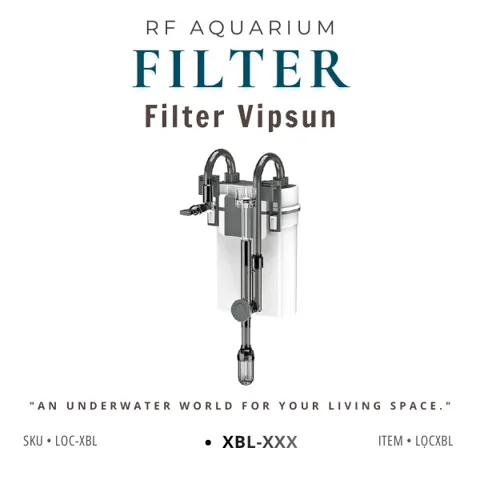 RF AQUARIUM
FILTER
Filter Vipsun
"AN UNDERWATER WORLD FOR YOUR LIVING SPACE."
SKU • LOC-XBL
• XBL-XXX
ITEM • LỌCXBL